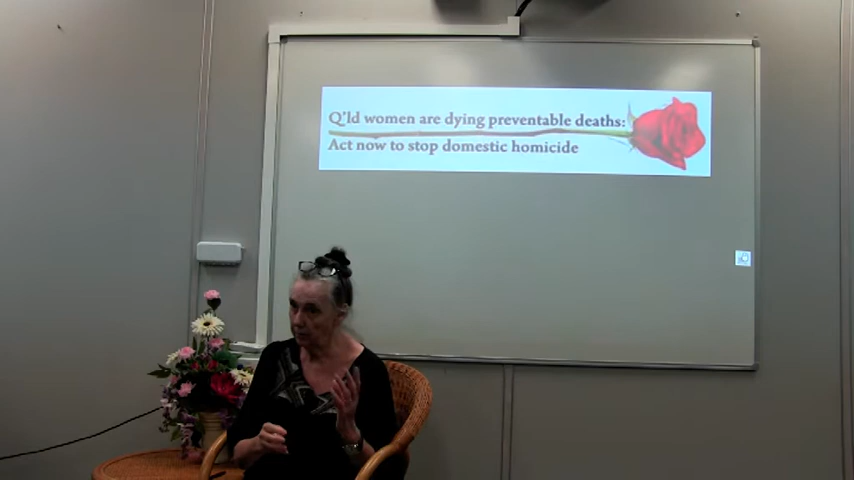 Q'ld women are dying preventable deaths:
Act now to stop domestic homicide